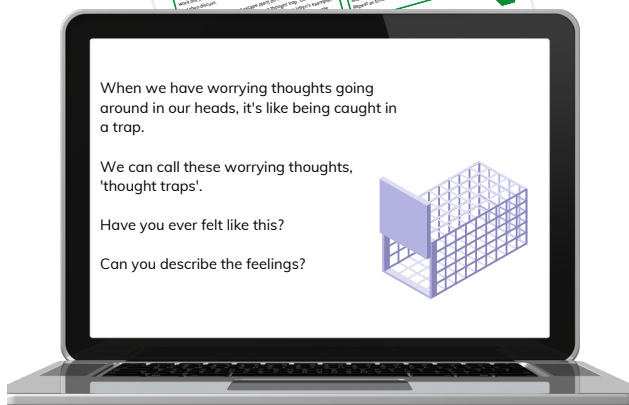 When we have worrying thoughts going
around in our heads, it's like being caught in
a trap.
We can call these worrying thoughts,
'thought traps'.
Have you ever felt like this?
Can you describe the feelings?